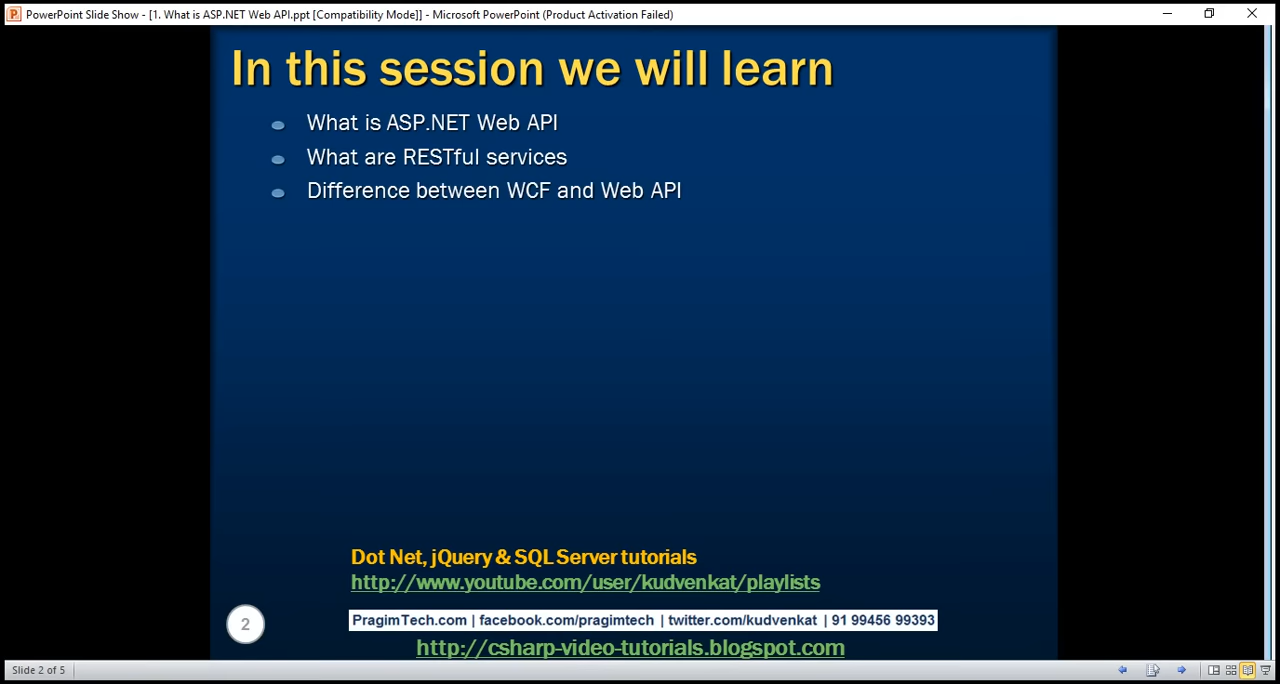 PowerPoint Slide Show - [1. What is ASP.NET Web API.ppt [Compatibility Mode]] - Microsoft PowerPoint (Product Activation Failed)
In this session we will learn
What is ASP.NET Web API
What are RESTful services
Difference between WCF and Web API
Dot Net, jQuery & SQL Server tutorials
http://www.youtube.com/user/kudvenkat/playlists
PragimTech.com | facebook.com/pragimtech | twitter.com/kudvenkat | 91 99456 99393
2
http://csharp-video-tutorials.blogspot.com
Slide 2 of 5